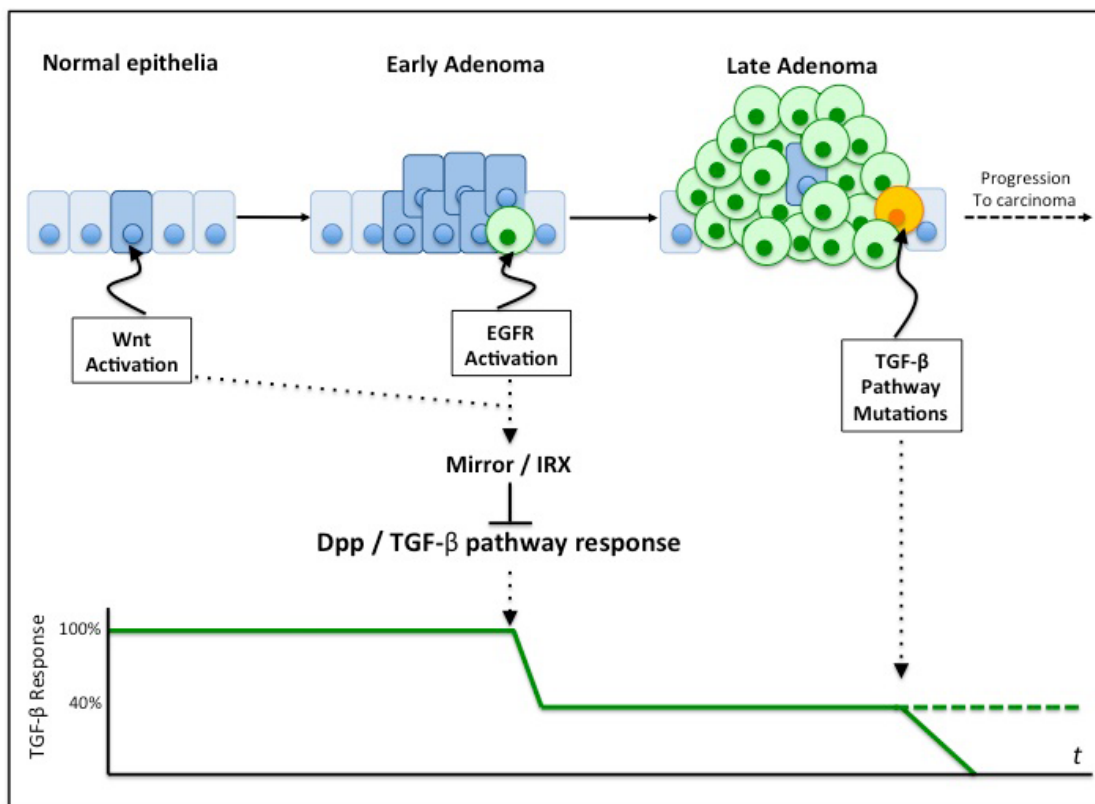 Normal epithelia
Early Adenoma
Late Adenoma
Progression
To carcinoma
Wnt
Activation
EGFR
Activation
TGF-β
Pathway
Mutations
Mirror / IRX
Dpp / TGF-β pathway response
TGF-β Response
100%
40%
t